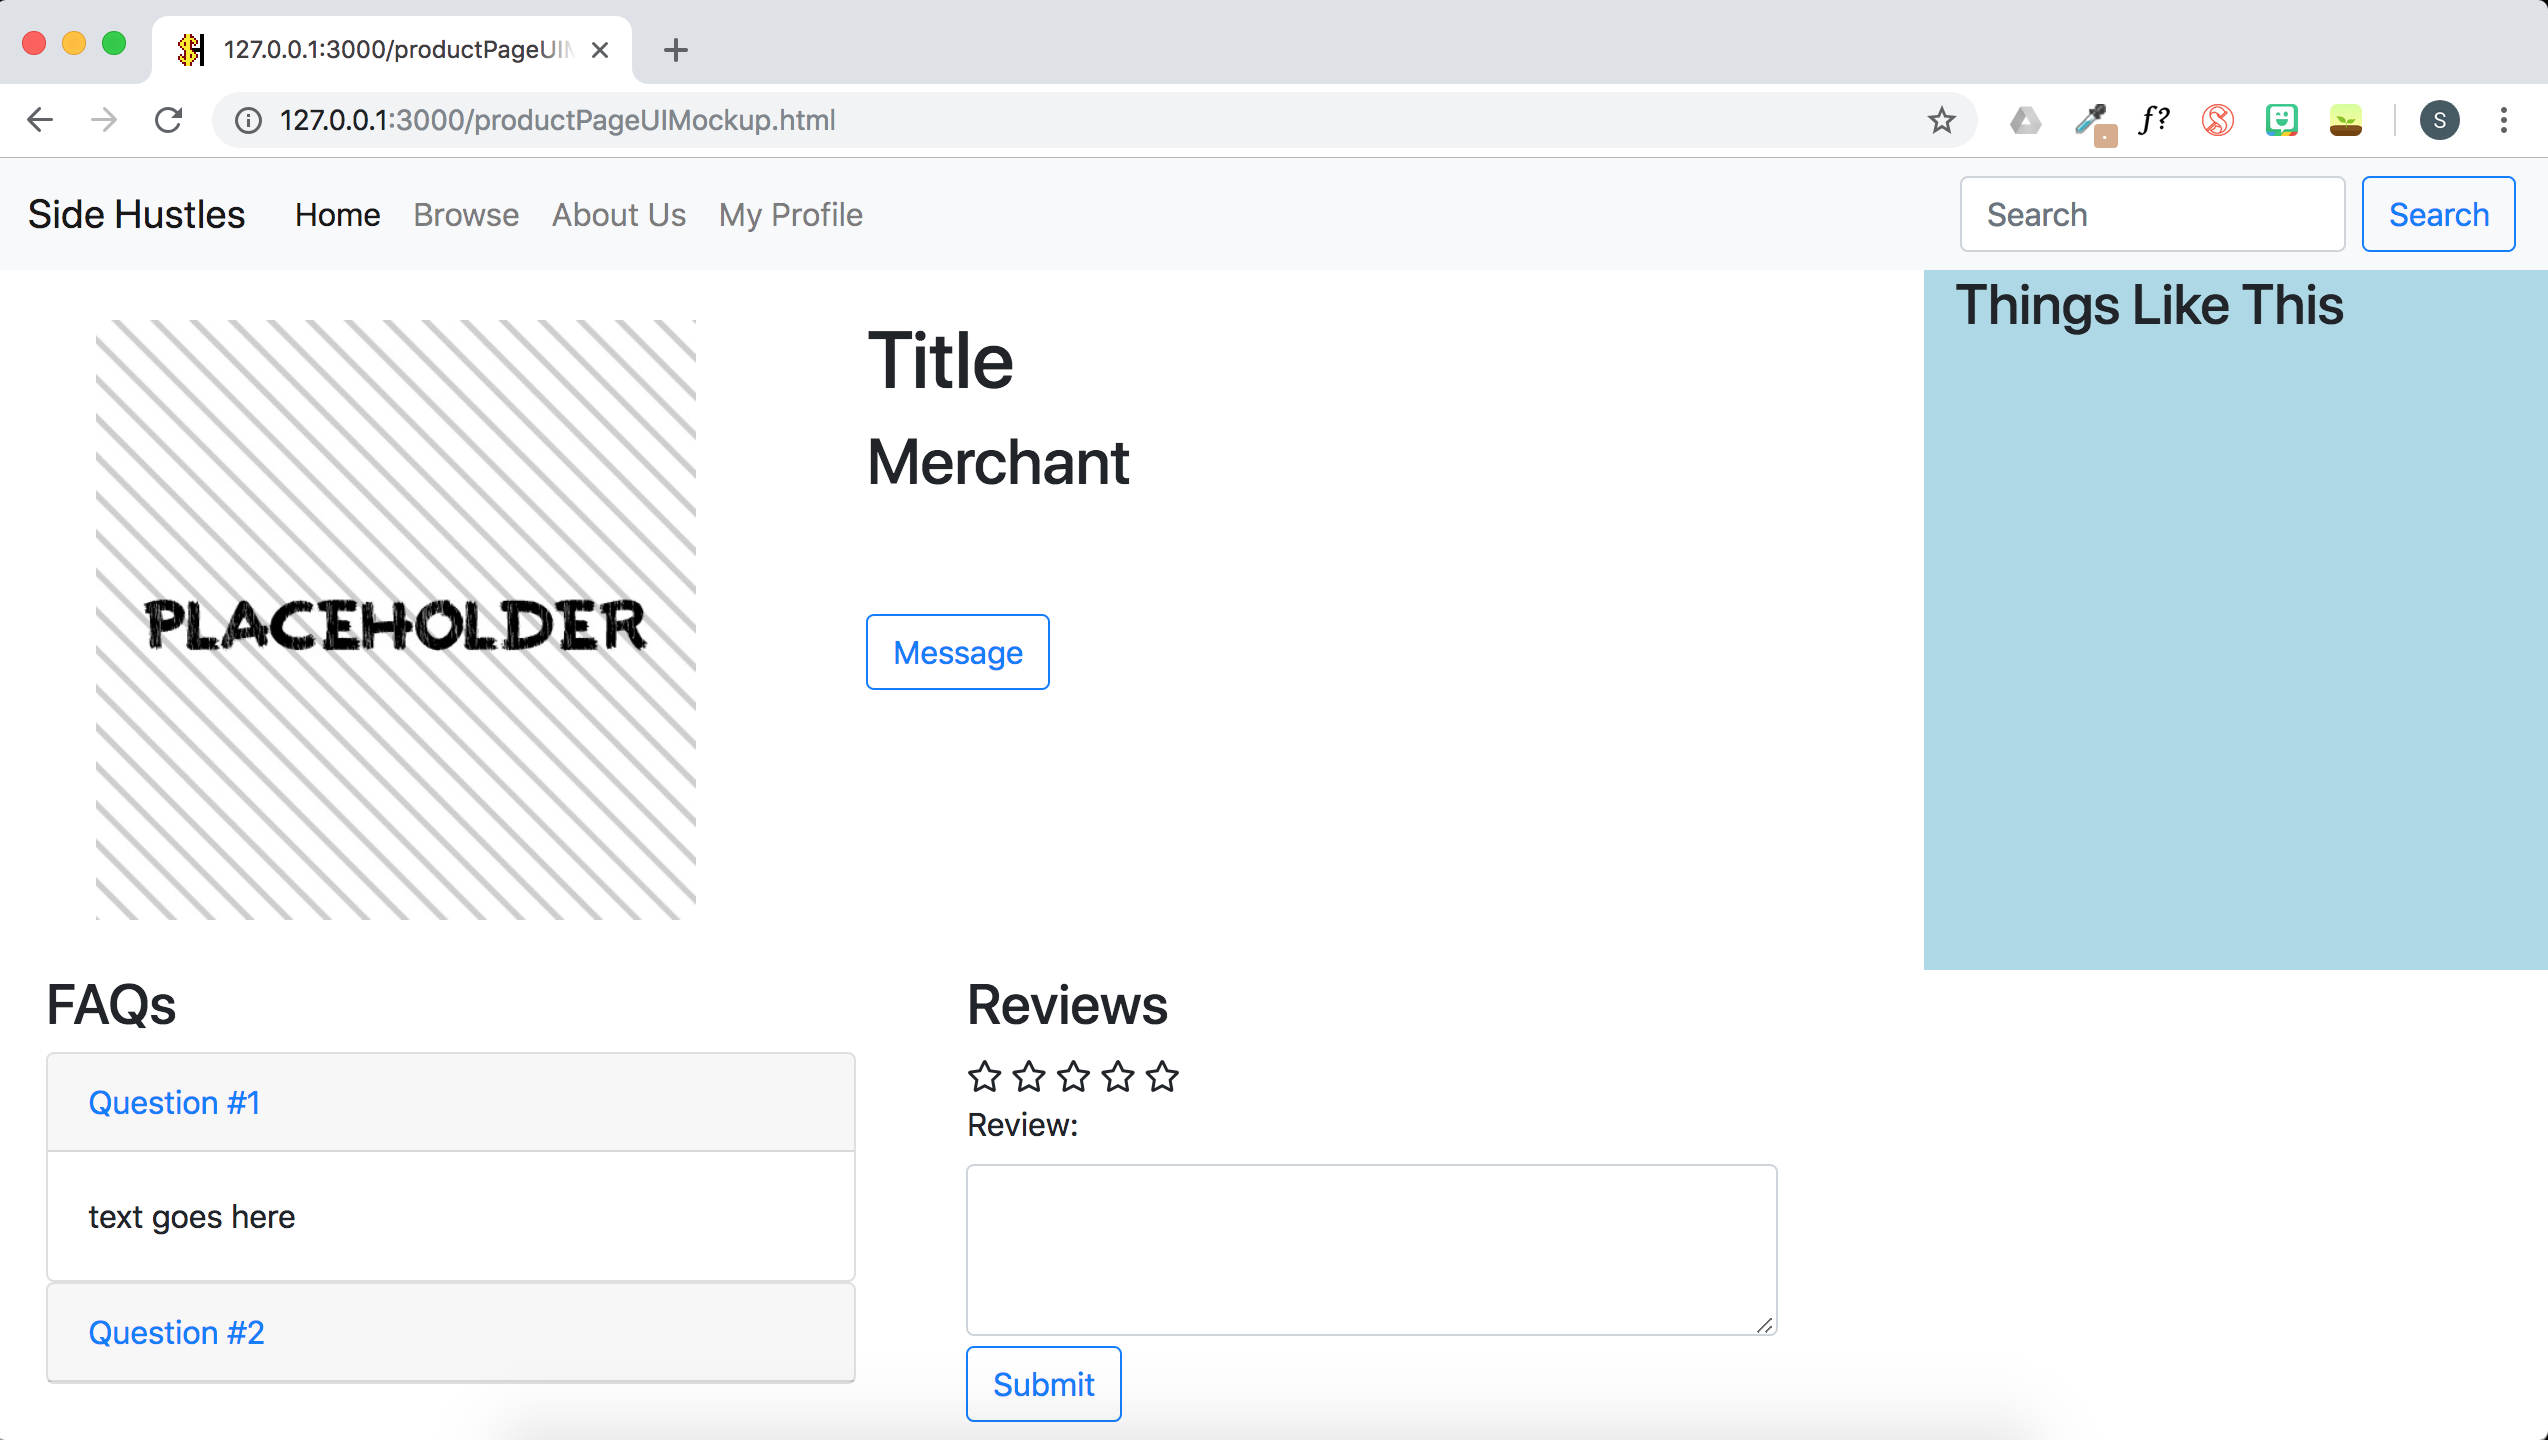 127.0.0.1:3000/productPageUIM
127.0.0.1:3000/productPageUIMockup.html
f?
S
Side Hustles Home Browse About Us My Profile Search Search
Things Like This
Title
Merchant
PLACEHOLDER
Message
FAQs
Question #1
text goes here
Question #2
Reviews
Review:
Submit